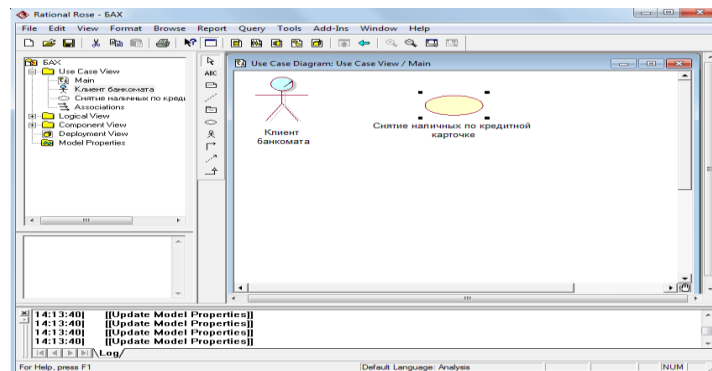 Rational Rose - БАХ
File Edit View Format Browse Report Query Tools Add-Ins Window Help
БАХ
Use Case View
Main
Клиент банкомата
Снятие наличных по креди
Associations
Logical View
Component View
Deployment View
Model Properties
ABC
Use Case Diagram: Use Case View / Main
Клиент
банкомата
Снятие наличных по кредитной
карточке
14:13:40| [[Update Model Properties]]
14:13:40| [[Update Model Properties]]
14:13:40| [[Update Model Properties]]
14:13:40| [[Update Model Properties]]
Log
For Help, press F1
Default Language: Analysis
NUM